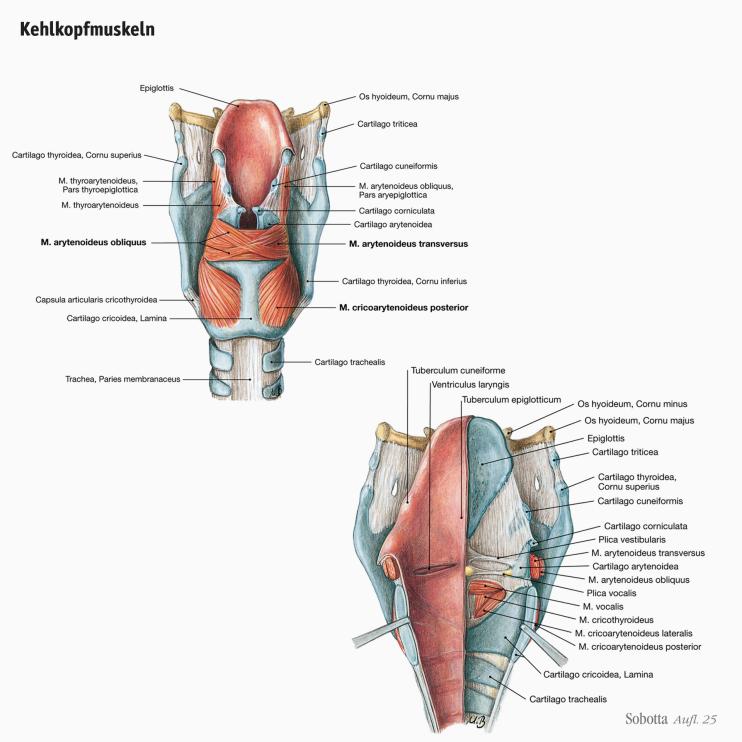 Kehlkopfmuskeln
Epiglottis
Os hyoideum, Cornu majus
Cartilago triticea
Cartilago thyroidea, Cornu superius
Cartilago cuneiformis
M. thyroarytenoideus,
Pars thyroepiglottica
M. arytenoideus obliquus,
Pars aryepiglottica
M. thyroarytenoideus
Cartilago corniculata
Cartilago arytenoidea
M. arytenoideus obliquus
M. arytenoideus transversus
Cartilago thyroidea, Cornu inferius
Capsula articularis cricothyroidea
M. cricoarytenoideus posterior
Cartilago cricoidea, Lamina
Cartilago trachealis
Trachea, Paries membranaceus
Tuberculum cuneiforme
Ventriculus laryngis
Tuberculum epiglotticum
Os hyoideum, Cornu minus
Os hyoideum, Cornu majus
Epiglottis
Cartilago triticea
Cartilago thyroidea,
Cornu superius
Cartilago cuneiformis
Cartilago corniculata
Plica vestibularis
M. arytenoideus transversus
Cartilago arytenoidea
M. arytenoideus obliquus
Plica vocalis
M. vocalis
M. cricothyroideus
M. cricoarytenoideus lateralis
M. cricoarytenoideus posterior
Cartilago cricoidea, Lamina
Cartilago trachealis
Sobotta Aufl. 25